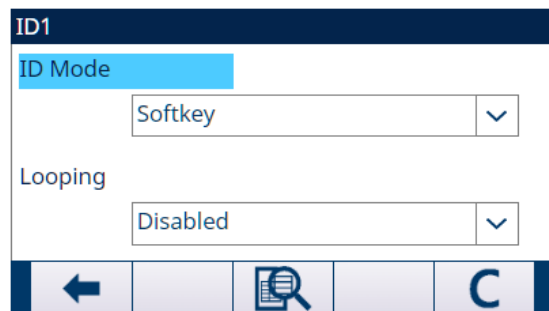 ID1
ID Mode
Softkey
Looping
Disabled
C